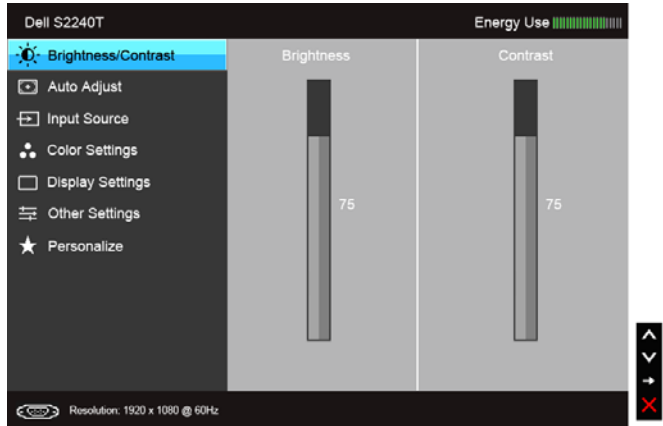 Dell S2240T
Energy Use
Brightness/Contrast
Auto Adjust
Input Source
Color Settings
Display Settings
Other Settings
Personalize
Brightness
Contrast
75
75
Resolution: 1920 x 1080 @ 60Hz